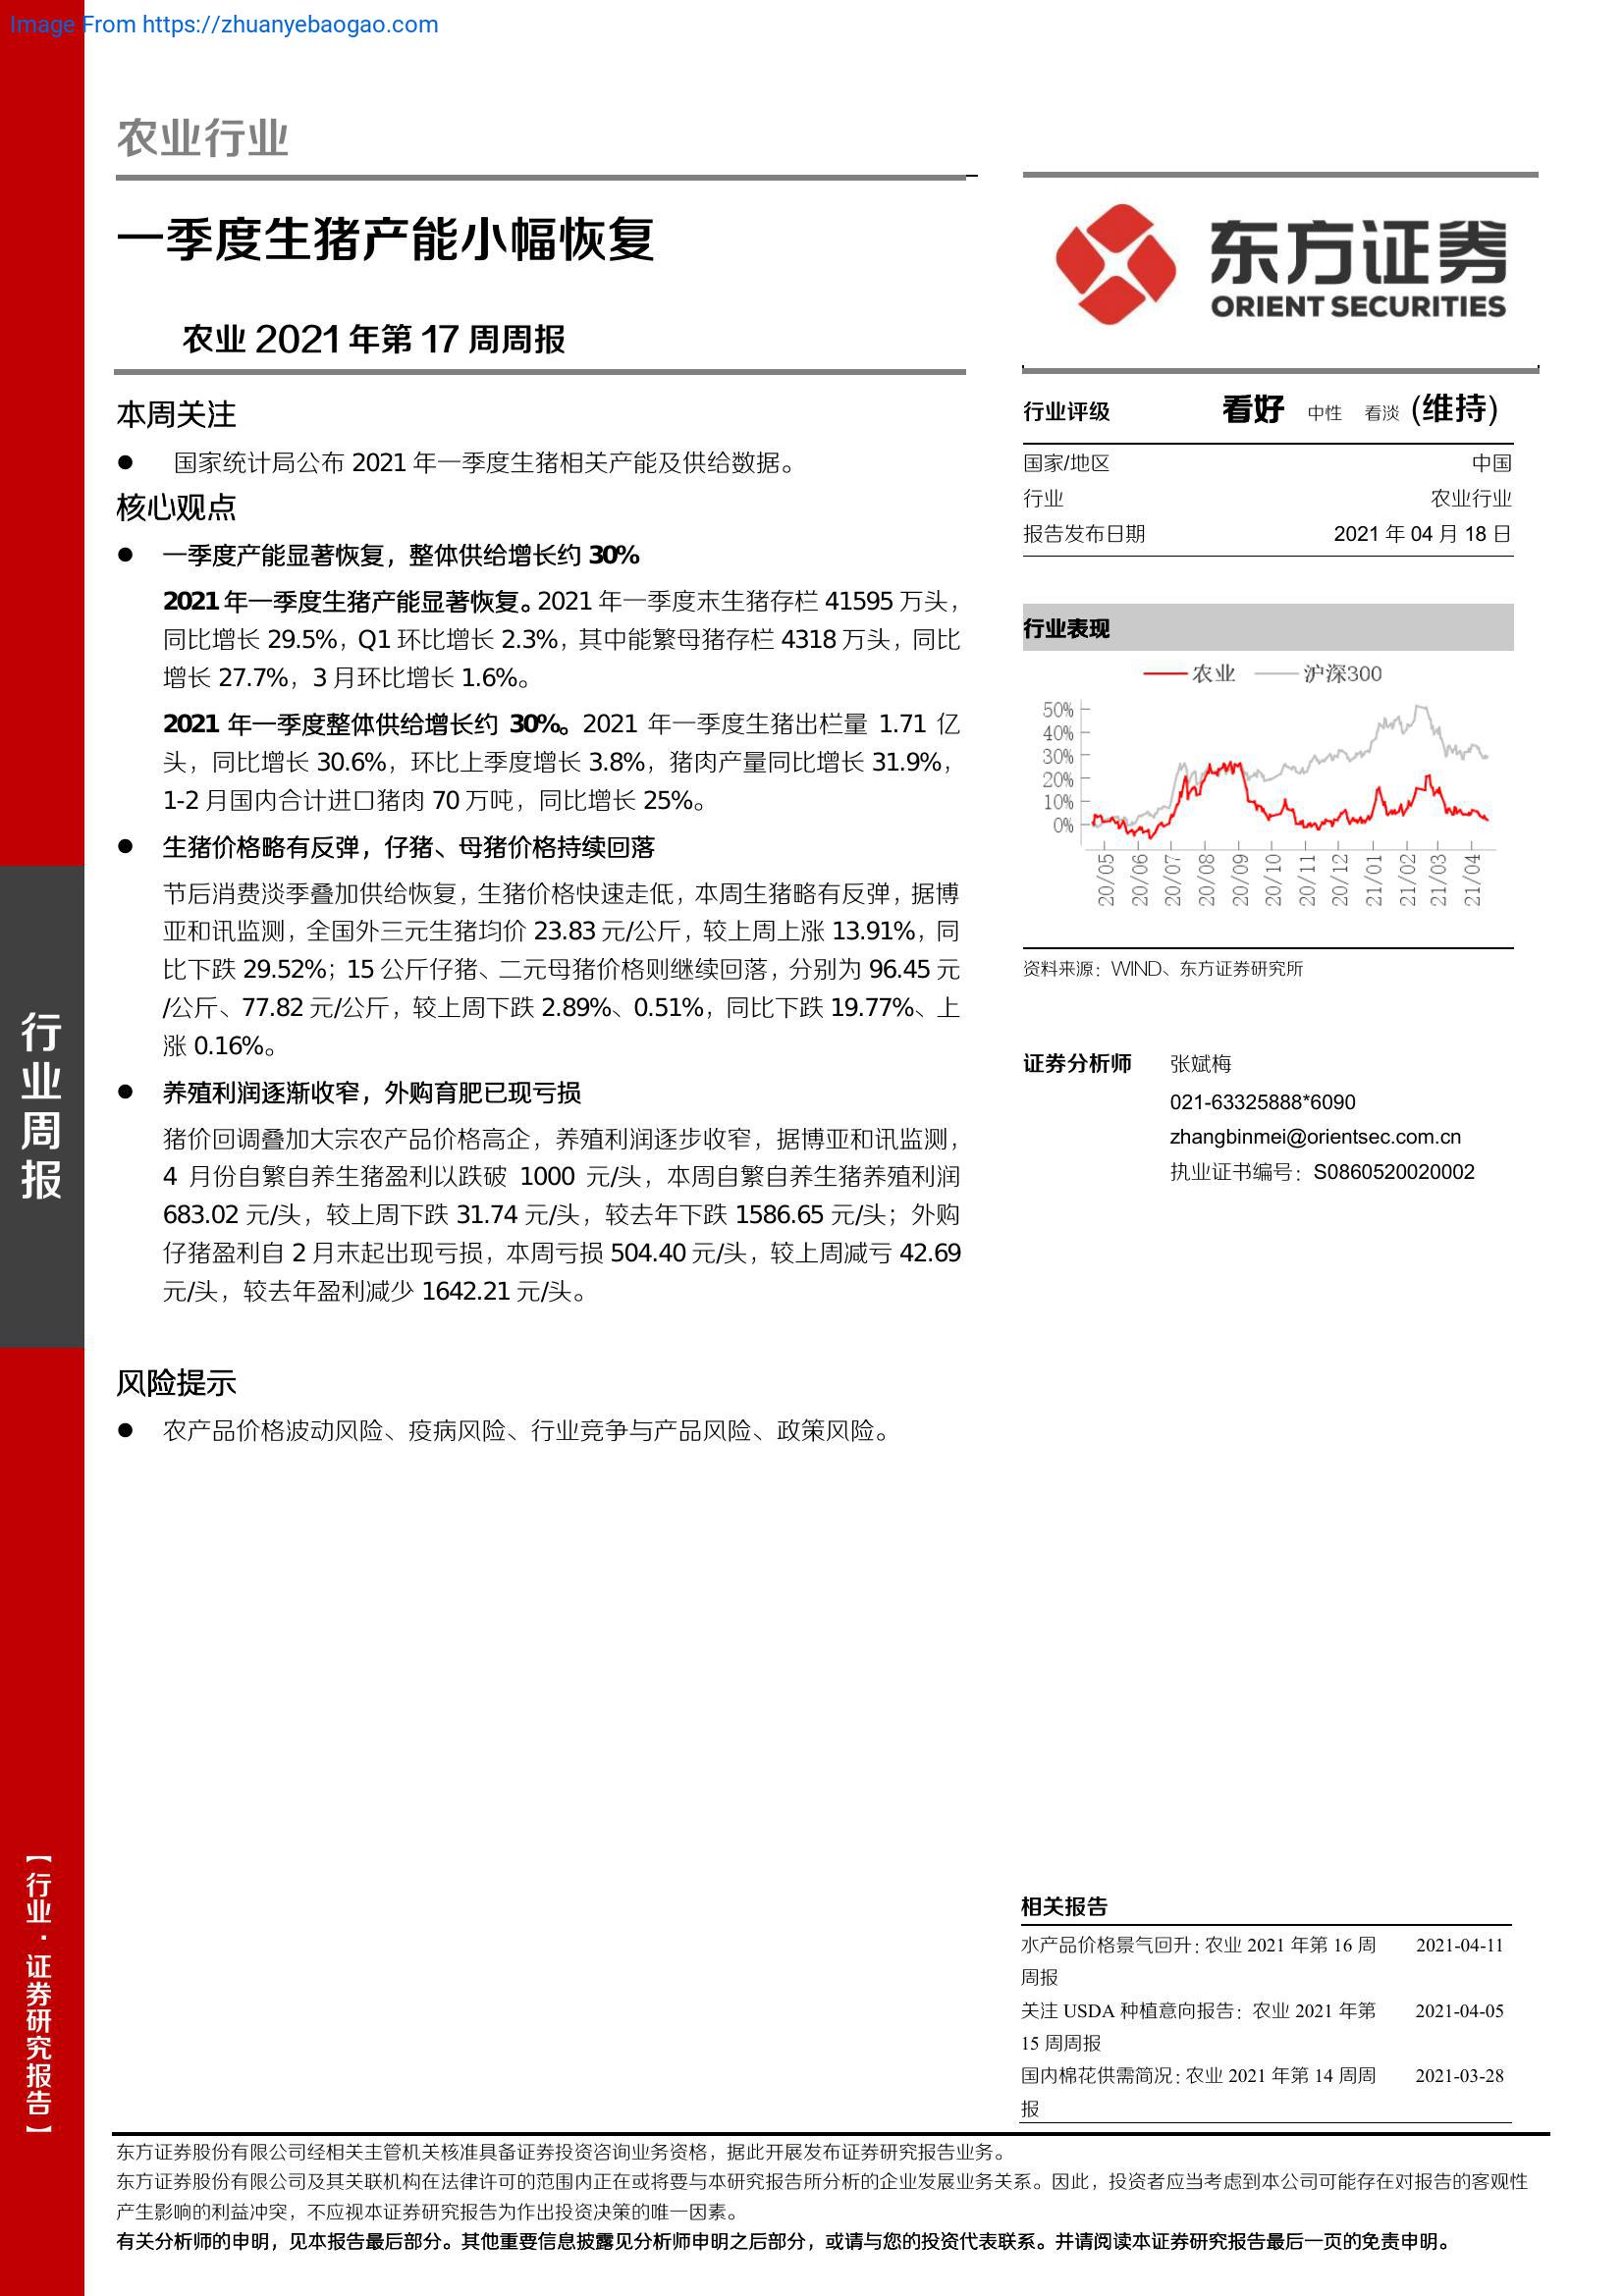 Image From https://zhuanyebaogao.com
农业行业
一季度生猪产能小幅恢复
农业 2021 年第 17 周周报
本周关注
● 国家统计局公布 2021 年一季度生猪相关产能及供给数据。
核心观点
● 一季度产能显著恢复，整体供给增长约 30%
2021 年一季度生猪产能显著恢复。2021 年一季度末生猪存栏 41595 万头，
同比增长 29.5%，Q1 环比增长 2.3%，其中能繁母猪存栏 4318 万头，同比
增长 27.7%，3 月环比增长 1.6%。
2021 年一季度整体供给增长约 30%。2021 年一季度生猪出栏量 1.71 亿
头，同比增长 30.6%，环比上季度增长 3.8%，猪肉产量同比增长 31.9%，
1-2 月国内合计进口猪肉 70 万吨，同比增长 25%。
● 生猪价格略有反弹，仔猪、母猪价格持续回落
节后消费淡季叠加供给恢复，生猪价格快速走低，本周生猪略有反弹，据博
亚和讯监测，全国外三元生猪均价 23.83 元/公斤，较上周上涨 13.91%，同
比下跌 29.52%；15 公斤仔猪、二元母猪价格则继续回落，分别为 96.45 元
/公斤、77.82 元/公斤，较上周下跌 2.89%、0.51%，同比下跌 19.77%、上
涨 0.16%。
● 养殖利润逐渐收窄，外购育肥已现亏损
猪价回调叠加大宗农产品价格高企，养殖利润逐步收窄，据博亚和讯监测，
4 月份自繁自养生猪盈利以跌破 1000 元/头，本周自繁自养生猪养殖利润
683.02 元/头，较上周下跌 31.74 元/头，较去年下跌 1586.65 元/头；外购
仔猪盈利自 2 月末起出现亏损，本周亏损 504.40 元/头，较上周减亏 42.69
元/头，较去年盈利减少 1642.21 元/头。
风险提示
● 农产品价格波动风险、疫病风险、行业竞争与产品风险、政策风险。
东方证券
ORIENT SECURITIES
行业评级 看好 中性 看淡 (维持)
国家/地区 中国
行业 农业行业
报告发布日期 2021 年 04 月 18 日
行业表现
农业 沪深300
50%
40%
30%
20%
10%
0%
20/05 20/06 20/07 20/08 20/09 20/10 20/11 20/12 21/01 21/02 21/03 21/04
资料来源：WIND、东方证券研究所
证券分析师 张斌梅
021-63325888*6090
zhangbinmei@orientsec.com.cn
执业证书编号：S0860520020002
相关报告
水产品价格景气回升：农业 2021 年第 16 周 2021-04-11
周报
关注 USDA 种植意向报告：农业 2021 年第 2021-04-05
15 周周报
国内棉花供需简况：农业 2021 年第 14 周周 2021-03-28
报
行业周报
【行业·证券研究报告】
东方证券股份有限公司经相关主管机关核准具备证券投资咨询业务资格，据此开展发布证券研究报告业务。
东方证券股份有限公司及其关联机构在法律许可的范围内正在或将要与本研究报告所分析的企业发展业务关系。因此，投资者应当考虑到本公司可能存在对报告的客观性
产生影响的利益冲突，不应视本证券研究报告为作出投资决策的唯一因素。
有关分析师的申明，见本报告最后部分。其他重要信息披露见分析师申明之后部分，或请与您的投资代表联系。并请阅读本证券研究报告最后一页的免责申明。